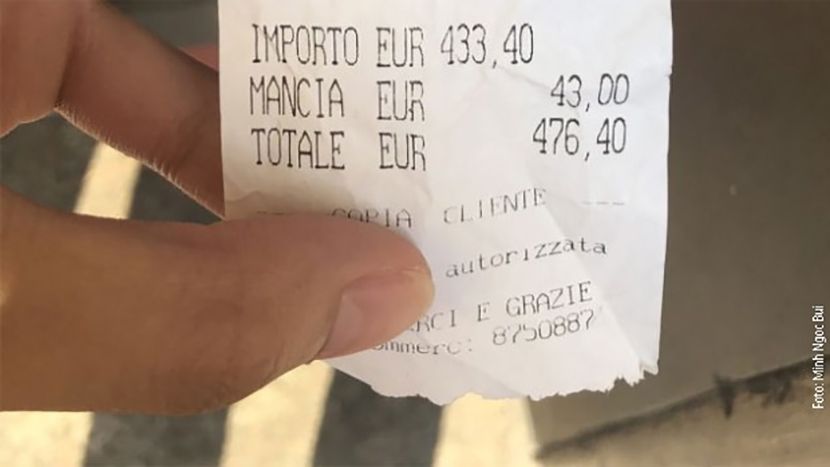 IMPORTO EUR 433,40
MANCIA EUR 43,00
TOTALE EUR 476,40
COPIA CLIENTE ---
autorizzata
E GRAZIE
8750887
Foto: Minh Ngoc Bui